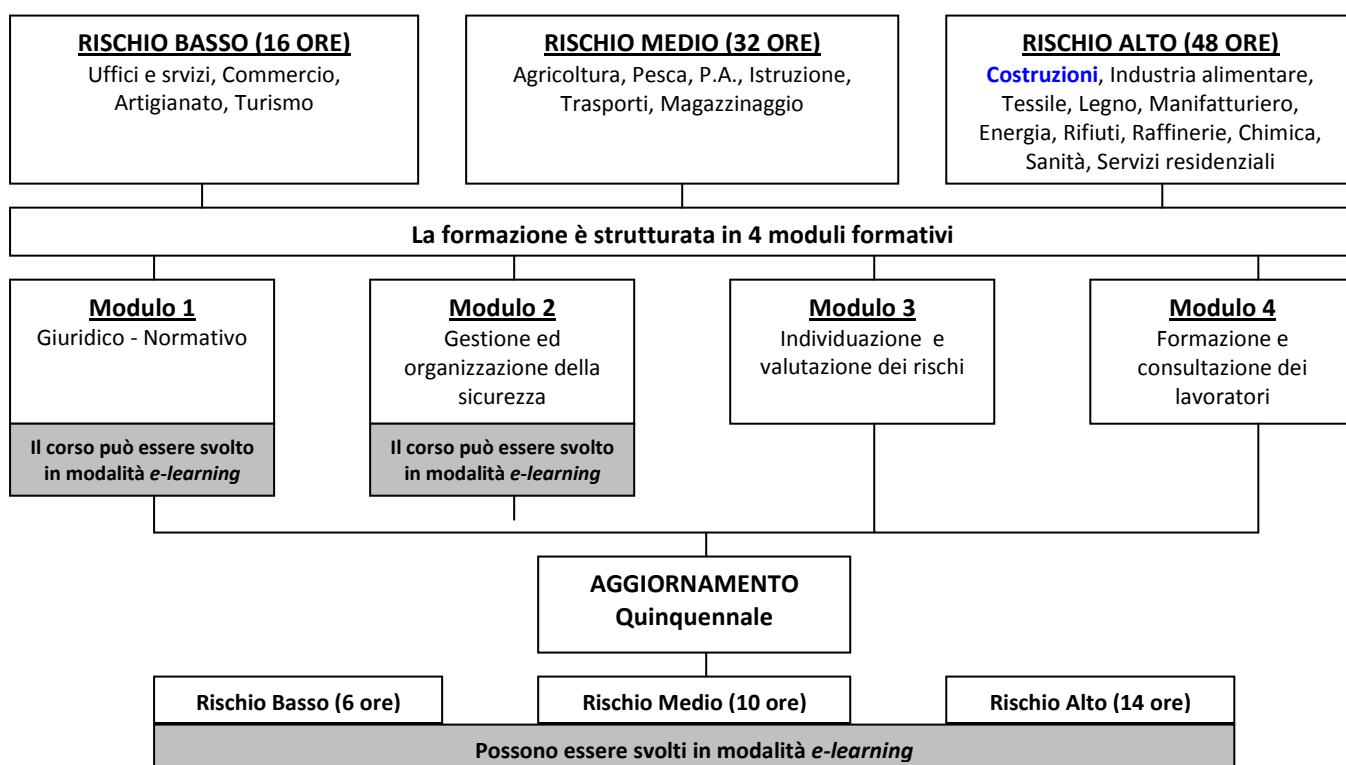 RISCHIO BASSO (16 ORE)
Uffici e srvizi, Commercio,
Artigianato, Turismo
RISCHIO MEDIO (32 ORE)
Agricoltura, Pesca, P.A., Istruzione,
Trasporti, Magazzinaggio
RISCHIO ALTO (48 ORE)
Costruzioni, Industria alimentare,
Tessile, Legno, Manifatturiero,
Energia, Rifiuti, Raffinerie, Chimica,
Sanità, Servizi residenziali
La formazione è strutturata in 4 moduli formativi
Modulo 1
Giuridico - Normativo
Il corso può essere svolto
in modalità e-learning
Modulo 2
Gestione ed
organizzazione della
sicurezza
Il corso può essere svolto
in modalità e-learning
Modulo 3
Individuazione e
valutazione dei rischi
Modulo 4
Formazione e
consultazione dei
lavoratori
AGGIORNAMENTO
Quinquennale
Rischio Basso (6 ore)
Rischio Medio (10 ore)
Rischio Alto (14 ore)
Possono essere svolti in modalità e-learning